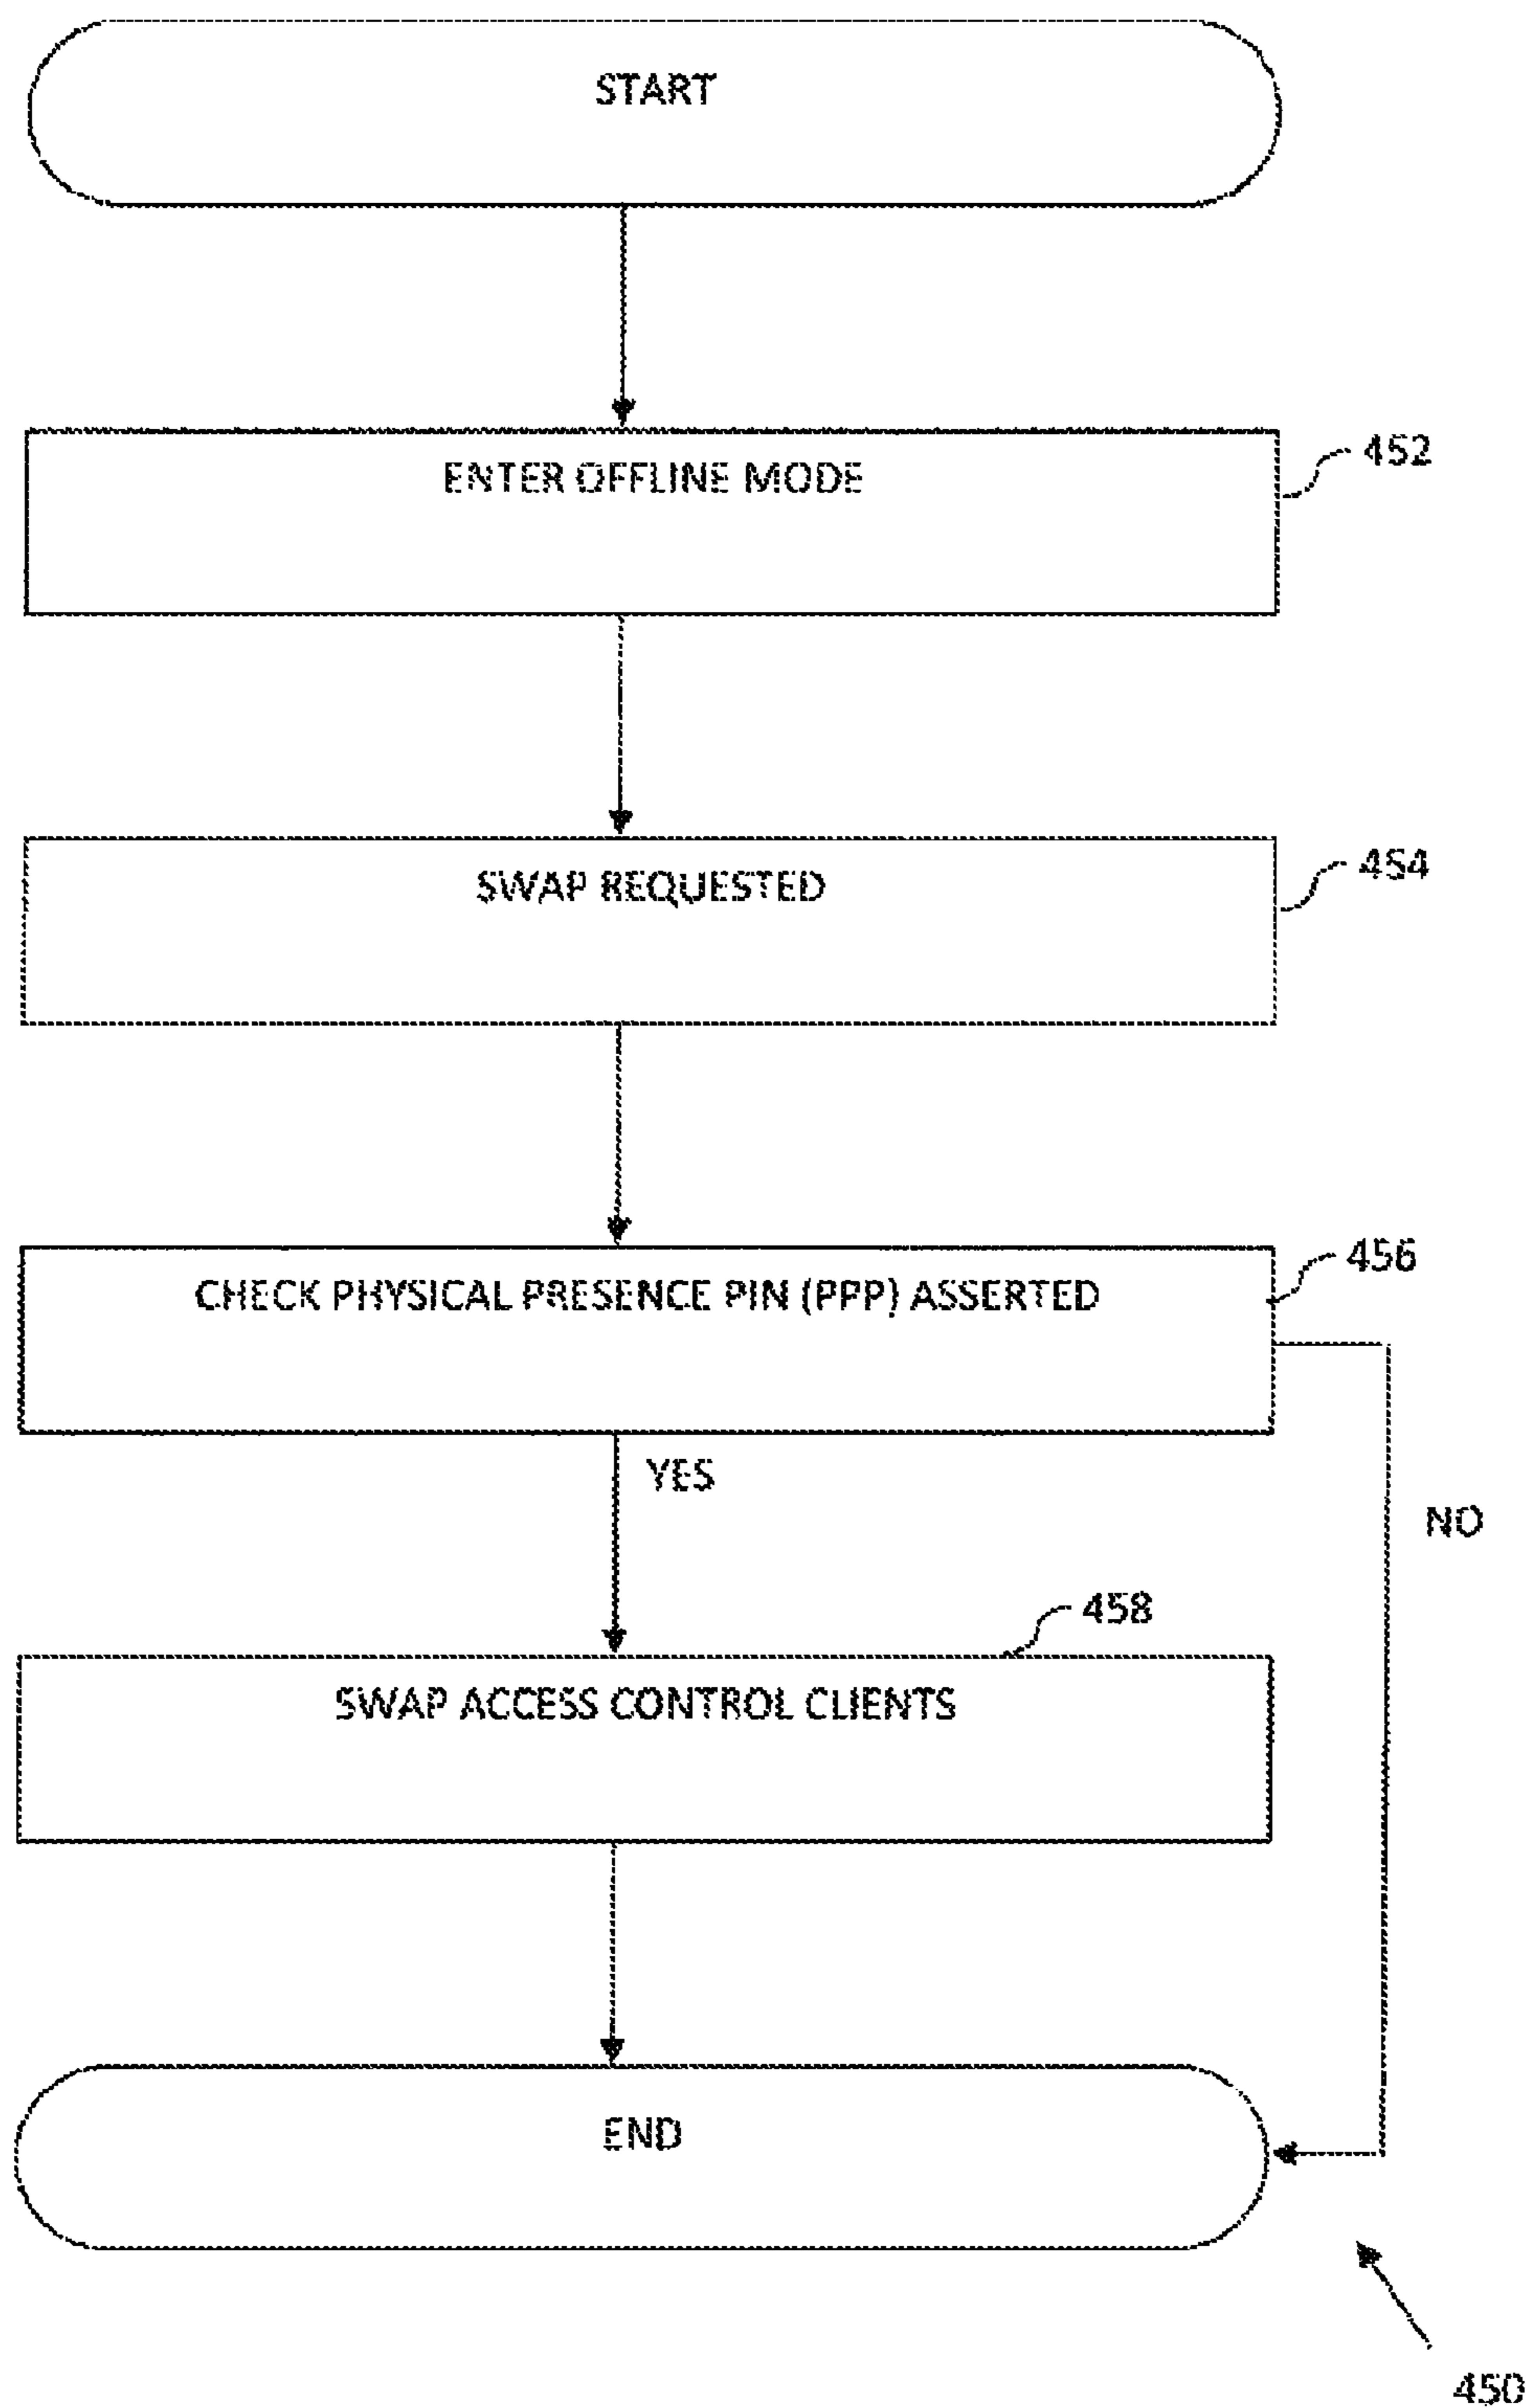 START
ENTER OFFLINE MODE
452
SWAP REQUESTED
454
CHECK PHYSICAL PRESENCE PIN (PPP) ASSERTED
456
YES
NO
458
SWAP ACCESS CONTROL CLIENTS
END
450